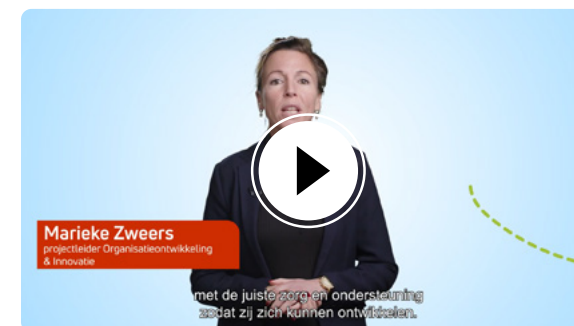 Marieke Zweers
projectleider Organisatieontwikkeling
& Innovatie
met de juiste zorg en ondersteuning
zodat zij zich kunnen ontwikkelen.